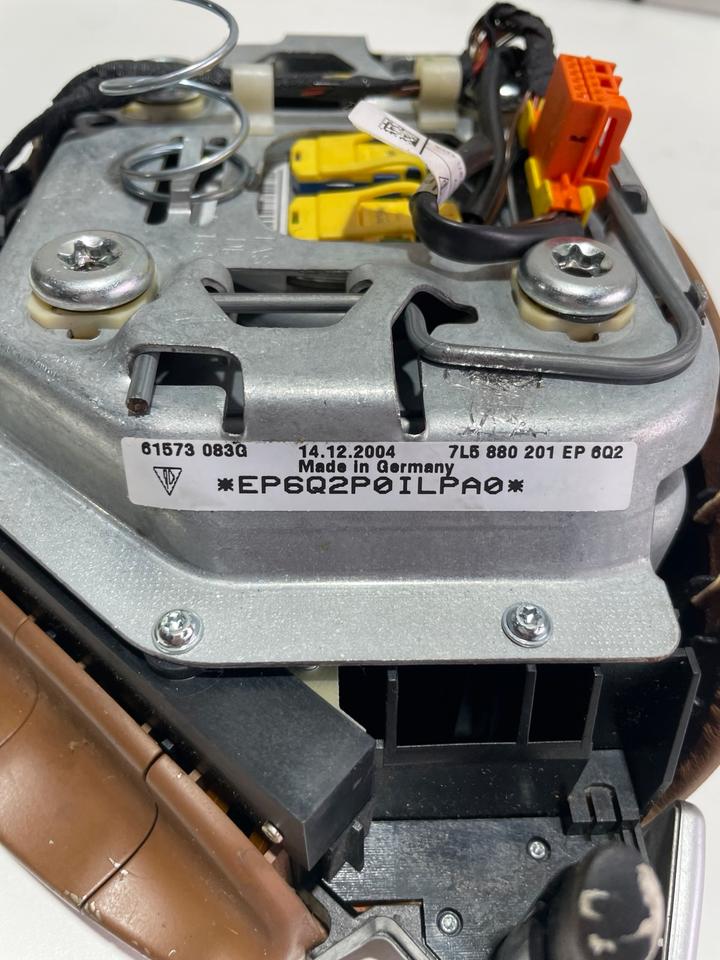 61573 083G 14.12.2004 7L5 880 201 EP 6Q2
Made in Germany
*EP6Q2P0ILPA0*